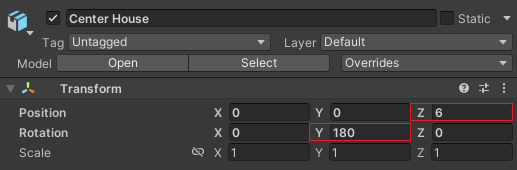 Center House Static
Tag Untagged Layer Default
Model Open Select Overrides
Transform
Position X 0 Y 0 Z 6
Rotation X 0 Y 180 Z 0
Scale X 1 Y 1 Z 1